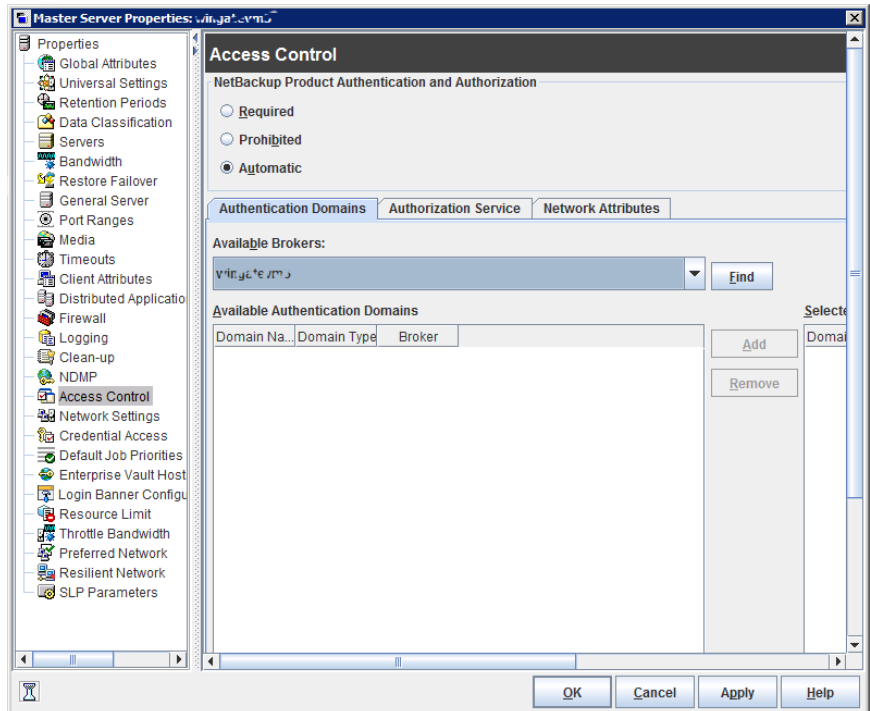 Master Server Properties:
Properties
Global Attributes
Universal Settings
Retention Periods
Data Classification
Servers
Bandwidth
Restore Failover
General Server
Port Ranges
Media
Timeouts
Client Attributes
Distributed Applicatio
Firewall
Logging
Clean-up
NDMP
Access Control
Network Settings
Credential Access
Default Job Priorities
Enterprise Vault Host
Login Banner Configu
Resource Limit
Throttle Bandwidth
Preferred Network
Resilient Network
SLP Parameters
Access Control
NetBackup Product Authentication and Authorization
Required
Prohibited
Automatic
Authentication Domains Authorization Service Network Attributes
Available Brokers:
Find
Available Authentication Domains Selecte
Domain Na... Domain Type Broker Domai
Add
Remove
OK Cancel Apply Help